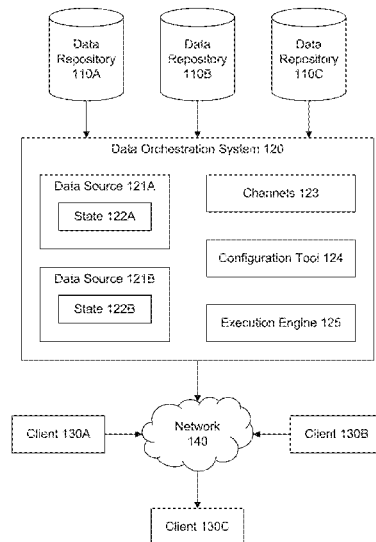 Data
Repository
110A
Data
Repository
110B
Data
Repository
110C
Data Orchestration System 120
Data Source 121A
State 122A
Channels 123
Configuration Tool 124
Data Source 121B
State 122B
Execution Engine 125
Client 130A
Network
140
Client 130B
Client 130C